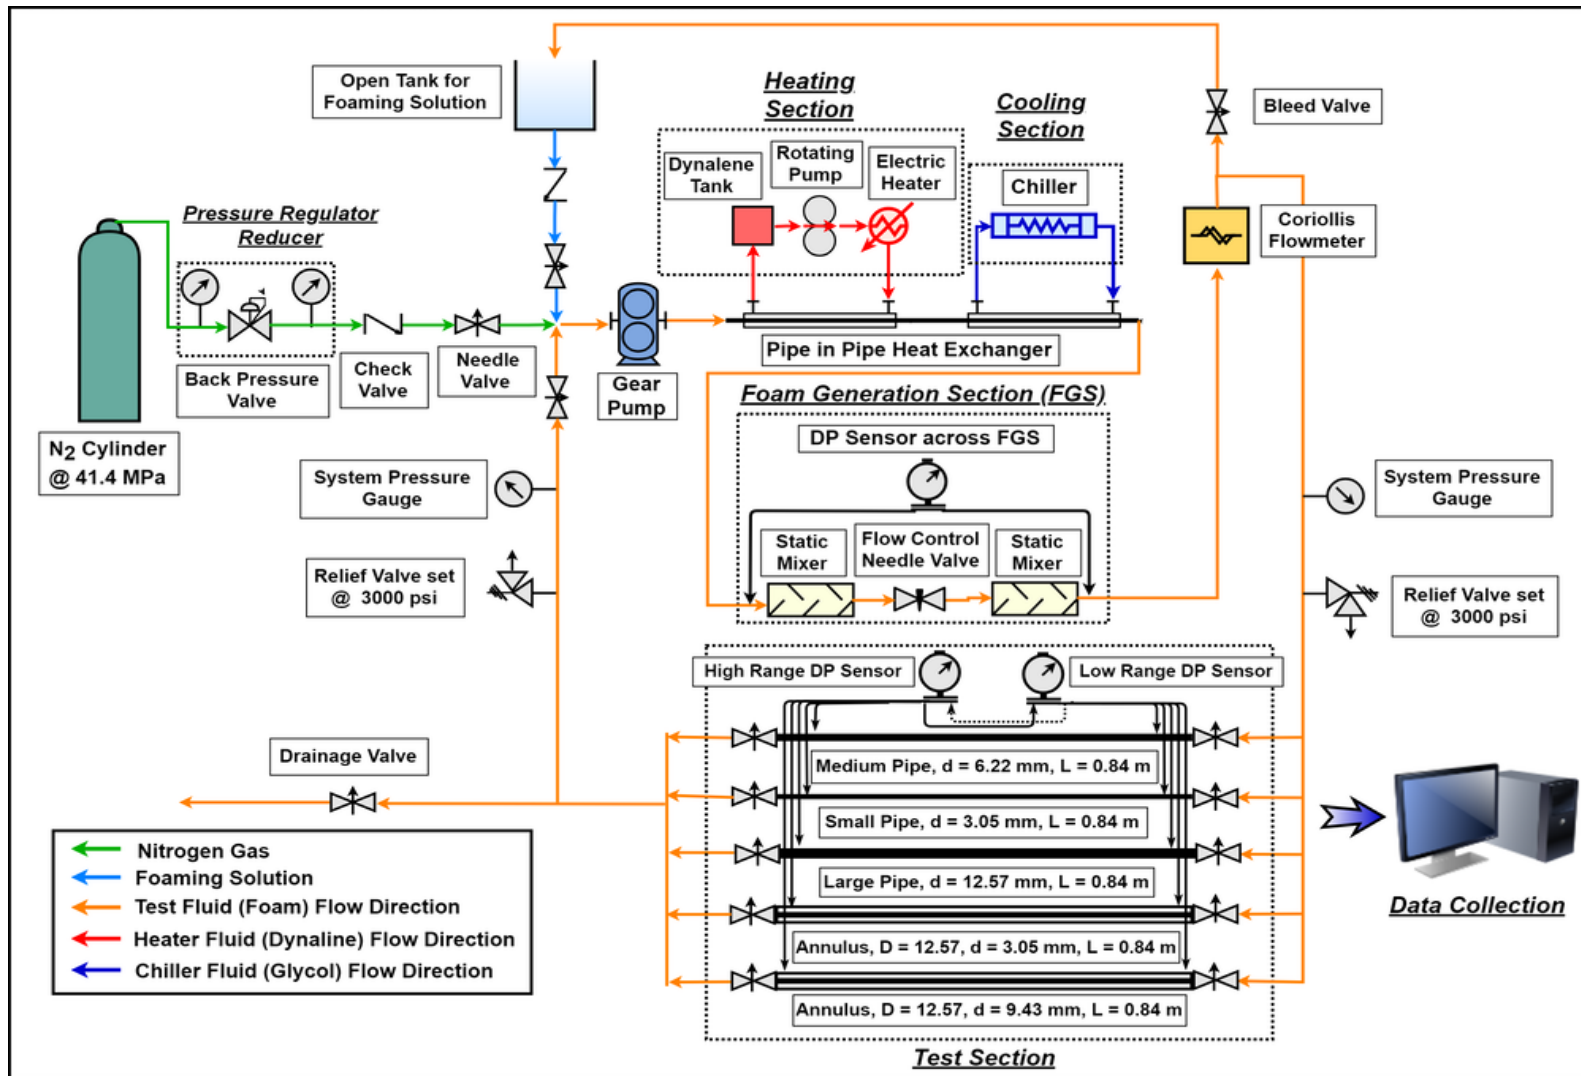 Open Tank for
Foaming Solution
Heating
Section
Cooling
Section
Bleed Valve
Dynalene
Tank
Rotating
Pump
Electric
Heater
Chiller
Pressure Regulator
Reducer
Coriollis
Flowmeter
Back Pressure
Valve
Check
Valve
Needle
Valve
Gear
Pump
Pipe in Pipe Heat Exchanger
N2 Cylinder
@ 41.4 MPa
Foam Generation Section (FGS)
DP Sensor across FGS
System Pressure
Gauge
System Pressure
Gauge
Static
Mixer
Flow Control
Needle Valve
Static
Mixer
Relief Valve set
@ 3000 psi
Relief Valve set
@ 3000 psi
High Range DP Sensor
Low Range DP Sensor
Drainage Valve
Medium Pipe, d = 6.22 mm, L = 0.84 m
Small Pipe, d = 3.05 mm, L = 0.84 m
Large Pipe, d = 12.57 mm, L = 0.84 m
Annulus, D = 12.57, d = 3.05 mm, L = 0.84 m
Annulus, D = 12.57, d = 9.43 mm, L = 0.84 m
Test Section
Data Collection
Nitrogen Gas
Foaming Solution
Test Fluid (Foam) Flow Direction
Heater Fluid (Dynaline) Flow Direction
Chiller Fluid (Glycol) Flow Direction